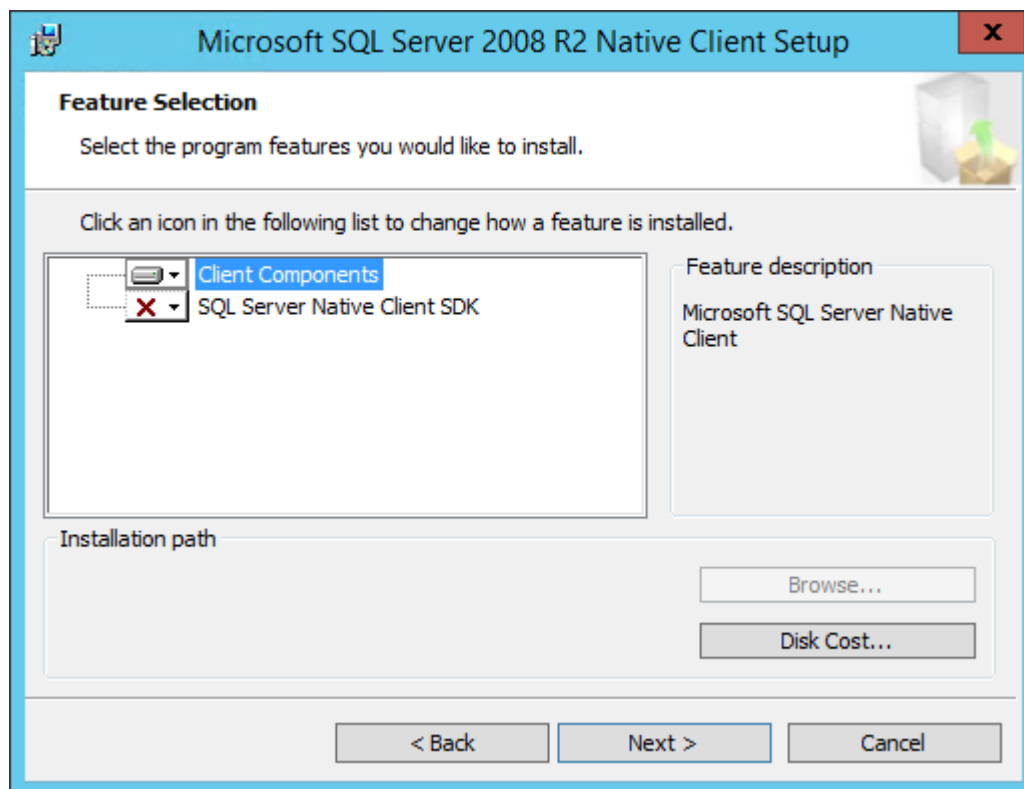 Microsoft SQL Server 2008 R2 Native Client Setup
Feature Selection
Select the program features you would like to install.
Click an icon in the following list to change how a feature is installed.
Client Components
SQL Server Native Client SDK
Feature description
Microsoft SQL Server Native
Client
Installation path
Browse...
Disk Cost...
< Back
Next >
Cancel